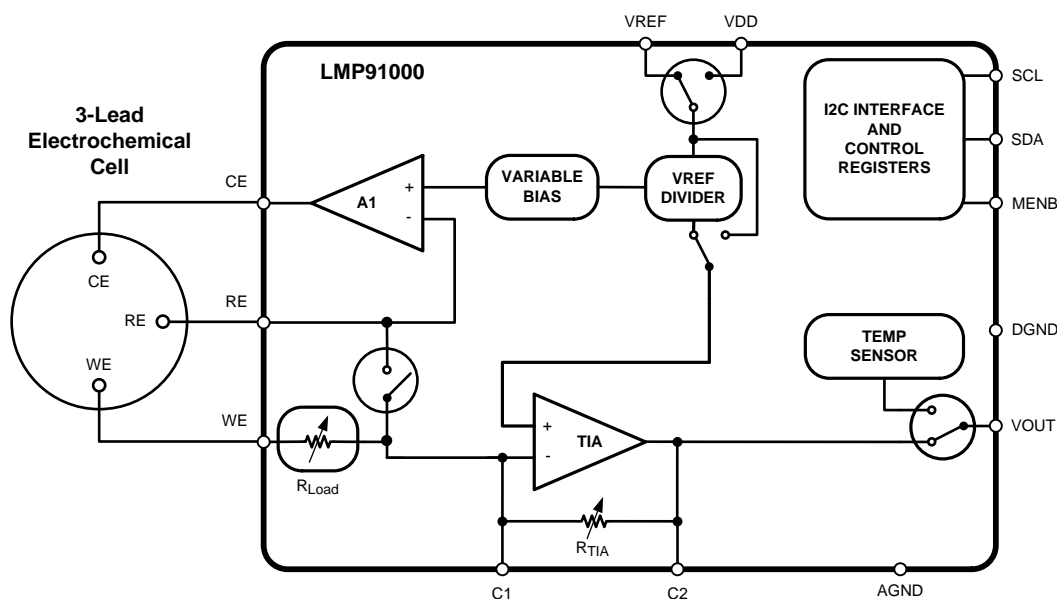 VREF
VDD
LMP91000
SCL
3-Lead
Electrochemical
Cell
I2C INTERFACE
AND
CONTROL
REGISTERS
SDA
CE
A1
+
-
VARIABLE
BIAS
VREF
DIVIDER
MENB
CE
RE
RE
DGND
TEMP
SENSOR
WE
WE
VOUT
RLoad
+
-
TIA
RTIA
C1
C2
AGND